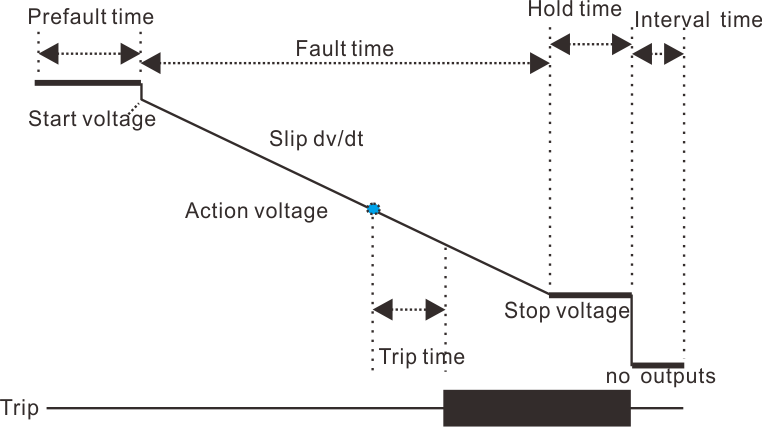 Prefault time
Hold time
Interval time
Fault time
Start voltage
Slip dv/dt
Action voltage
Stop voltage
Trip time
no outputs
Trip